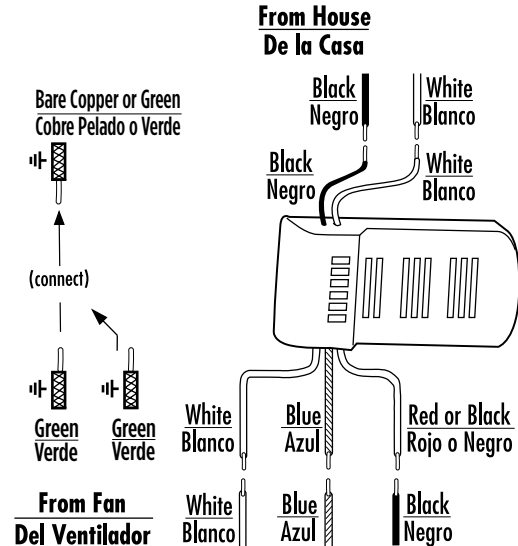 From House
De la Casa
Bare Copper or Green
Cobre Pelado o Verde
Black
Negro
White
Blanco
Black
Negro
White
Blanco
(connect)
Green
Verde
Green
Verde
White
Blanco
Blue
Azul
Red or Black
Rojo o Negro
From Fan
Del Ventilador
White
Blanco
Blue
Azul
Black
Negro